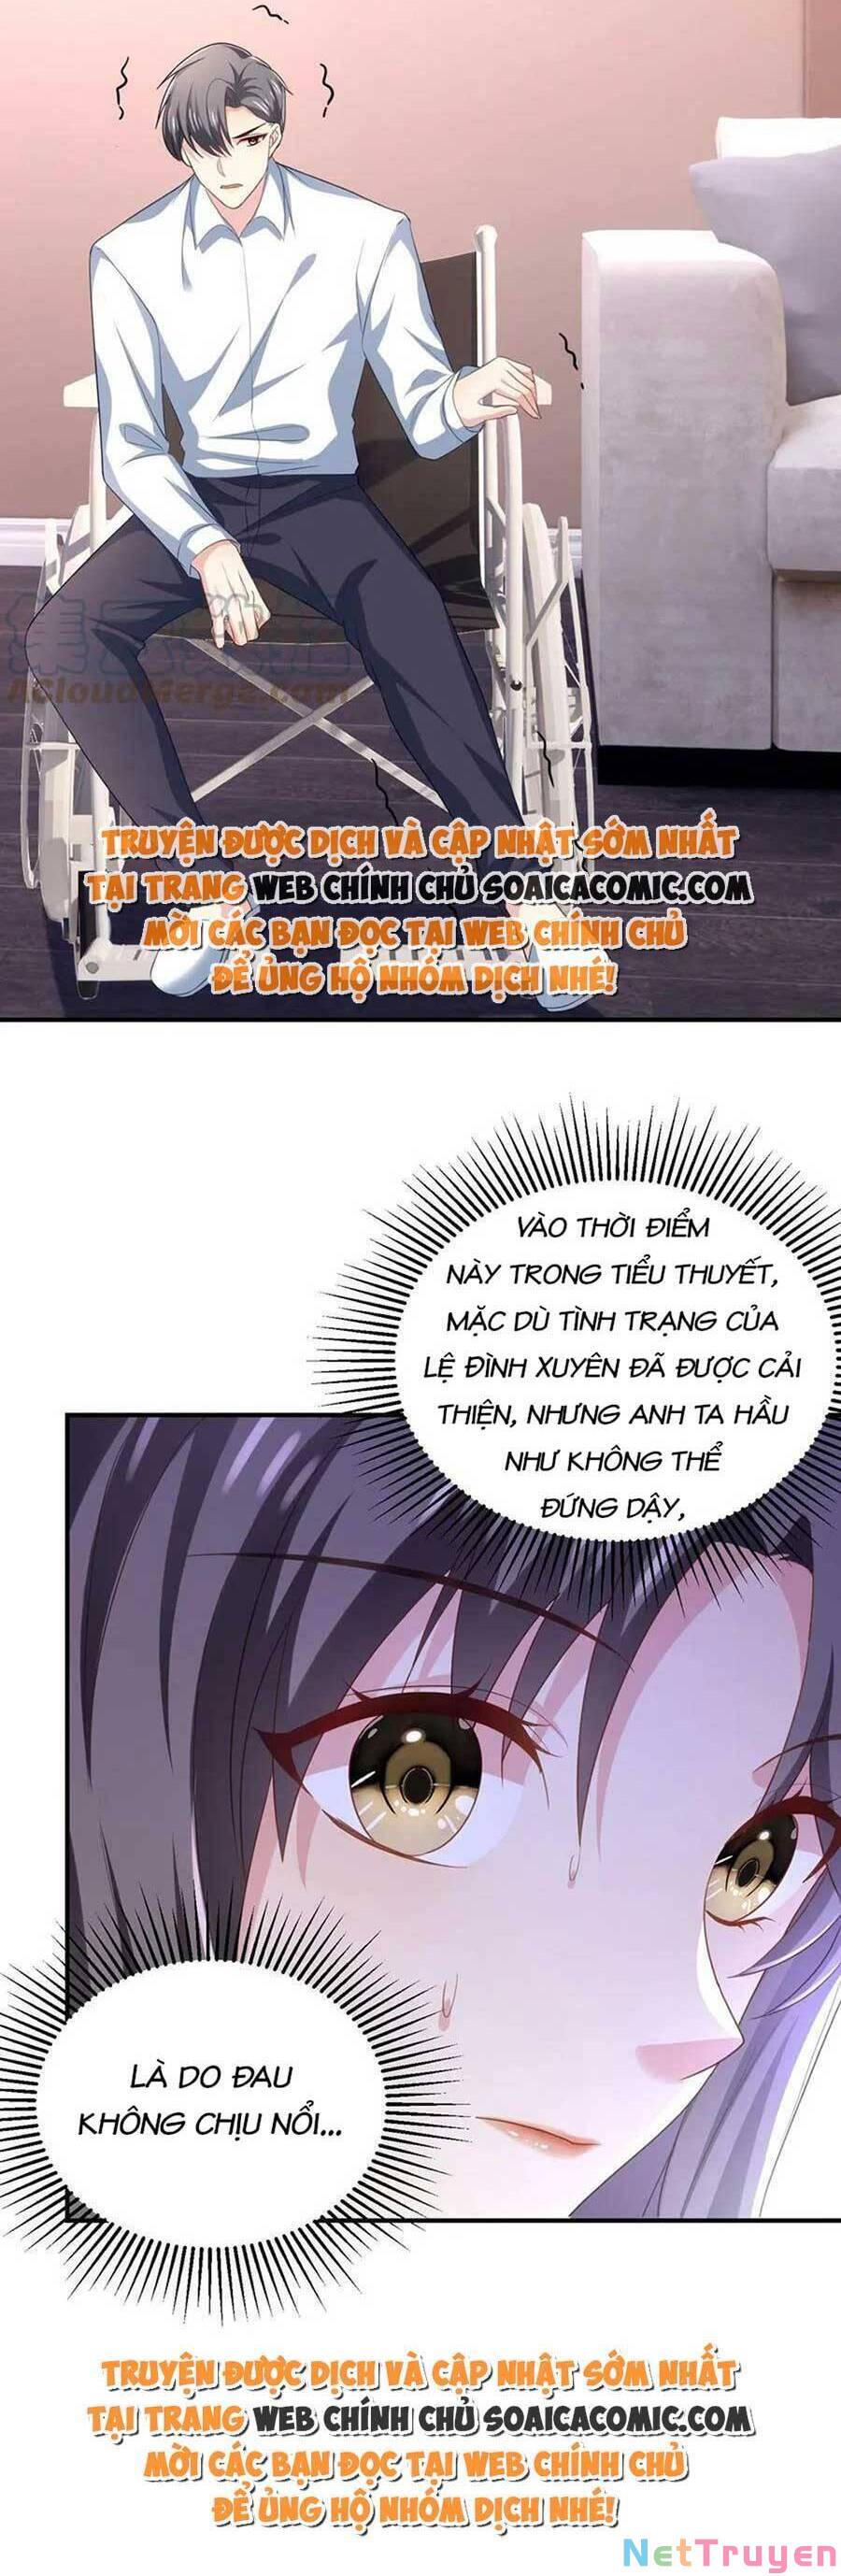 ACloudMerge.com
TRUYỆN ĐƯỢC DỊCH VÀ CẬP NHẬT SỚM NHẤT
TẠI TRANG WEB CHÍNH CHỦ SOAICACOMIC.COM
MỜI CÁC BẠN ĐỌC TẠI WEB CHÍNH CHỦ
ĐỂ ỦNG HỘ NHÓM DỊCH NHÉ!
VÀO THỜI ĐIỂM
NÀY TRONG TIỂU THUYẾT,
MẶC DÙ TÌNH TRẠNG CỦA
LỆ ĐÌNH XUYÊN ĐÃ ĐƯỢC CẢI
THIỆN, NHƯNG ANH TA HẦU
NHƯ KHÔNG THỂ
ĐỨNG DẬY,
LÀ DO ĐAU
KHÔNG CHỊU NỔI...
TRUYỆN ĐƯỢC DỊCH VÀ CẬP NHẬT SỚM NHẤT
TẠI TRANG WEB CHÍNH CHỦ SOAICACOMIC.COM
MỜI CÁC BẠN ĐỌC TẠI WEB CHÍNH CHỦ
ĐỂ ỦNG HỘ NHÓM DỊCH NHÉ!
NetTruyen